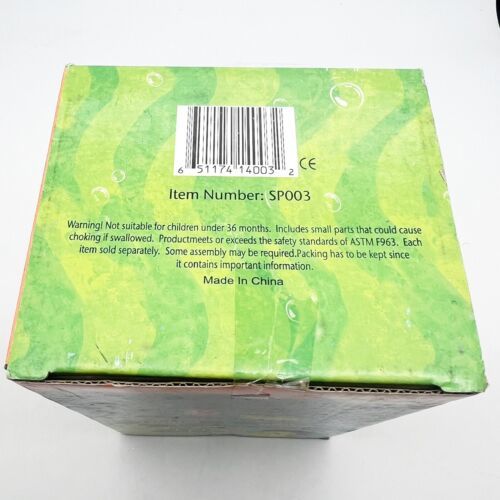 6 51174 14003 2
CE
Item Number: SP003
Warning! Not suitable for children under 36 months. Includes small parts that could cause
choking if swallowed. Productmeets or exceeds the safety standards of ASTM F963. Each
item sold separately. Some assembly may be required.Packing has to be kept since
it contains important information.
Made In China